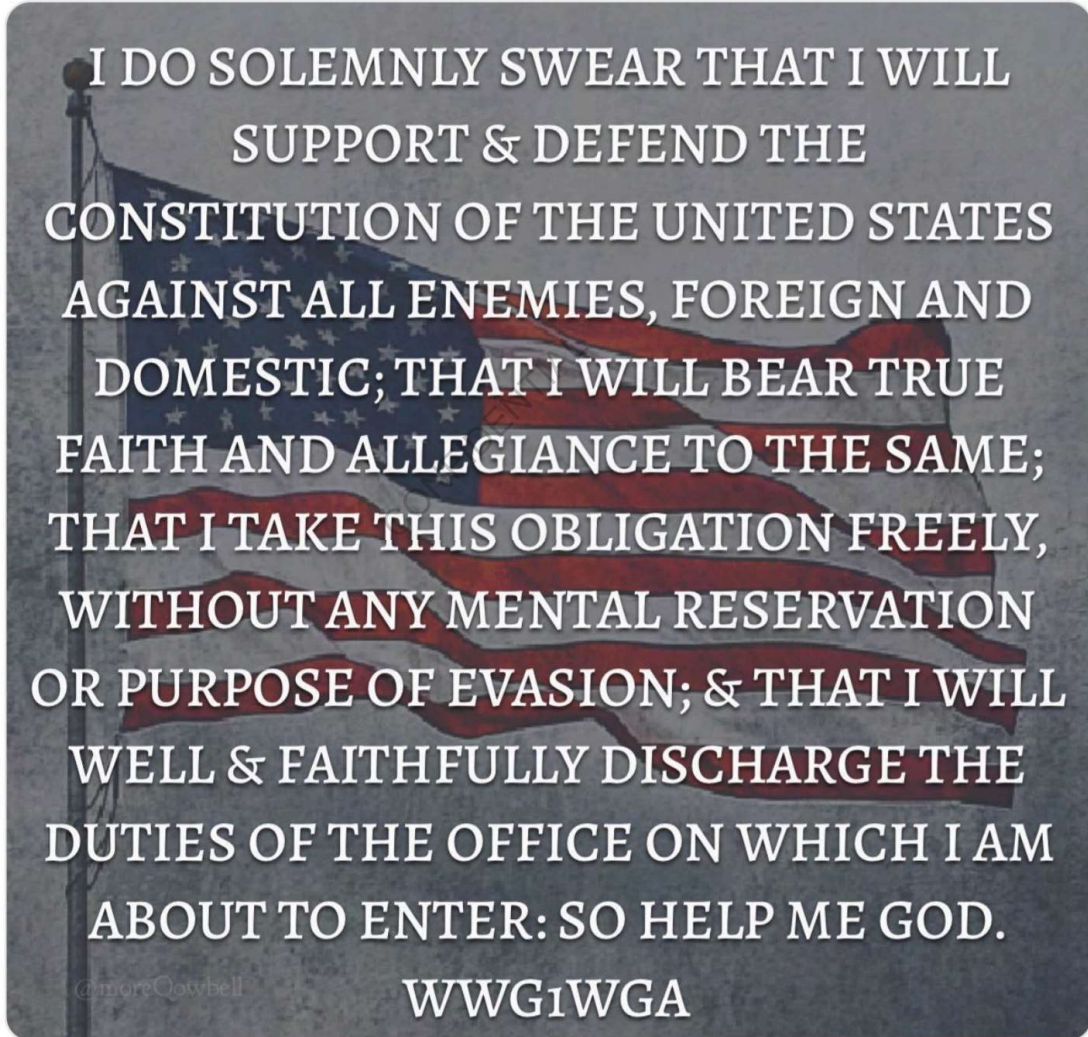 I DO SOLEMNLY SWEAR THAT I WILL
SUPPORT & DEFEND THE
CONSTITUTION OF THE UNITED STATES
AGAINST ALL ENEMIES, FOREIGN AND
DOMESTIC; THAT I WILL BEAR TRUE
FAITH AND ALLEGIANCE TO THE SAME;
THAT I TAKE THIS OBLIGATION FREELY,
WITHOUT ANY MENTAL RESERVATION
OR PURPOSE OF EVASION; & THAT I WILL
WELL & FAITHFULLY DISCHARGE THE
DUTIES OF THE OFFICE ON WHICH I AM
ABOUT TO ENTER: SO HELP ME GOD.
@moreQowbell
WWG1WGA